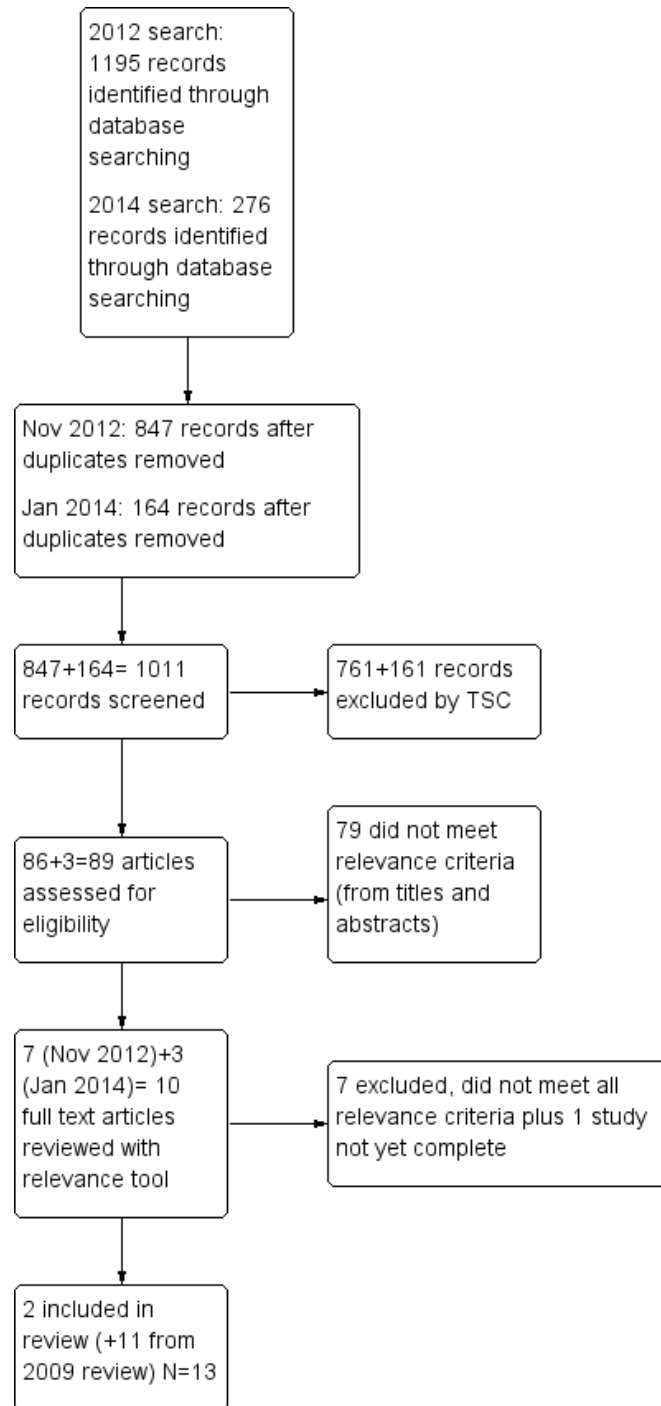 2012 search:
1195 records
identified through
database
searching
2014 search: 276
records identified
through database
searching
Nov 2012: 847 records after
duplicates removed
Jan 2014: 164 records after
duplicates removed
847+164= 1011
records screened
761+161 records
excluded by TSC
86+3=89 articles
assessed for
eligibility
79 did not meet
relevance criteria
(from titles and
abstracts)
7 (Nov 2012)+3
(Jan 2014)= 10
full text articles
reviewed with
relevance tool
7 excluded, did not meet all
relevance criteria plus 1 study
not yet complete
2 included in
review (+11 from
2009 review) N=13